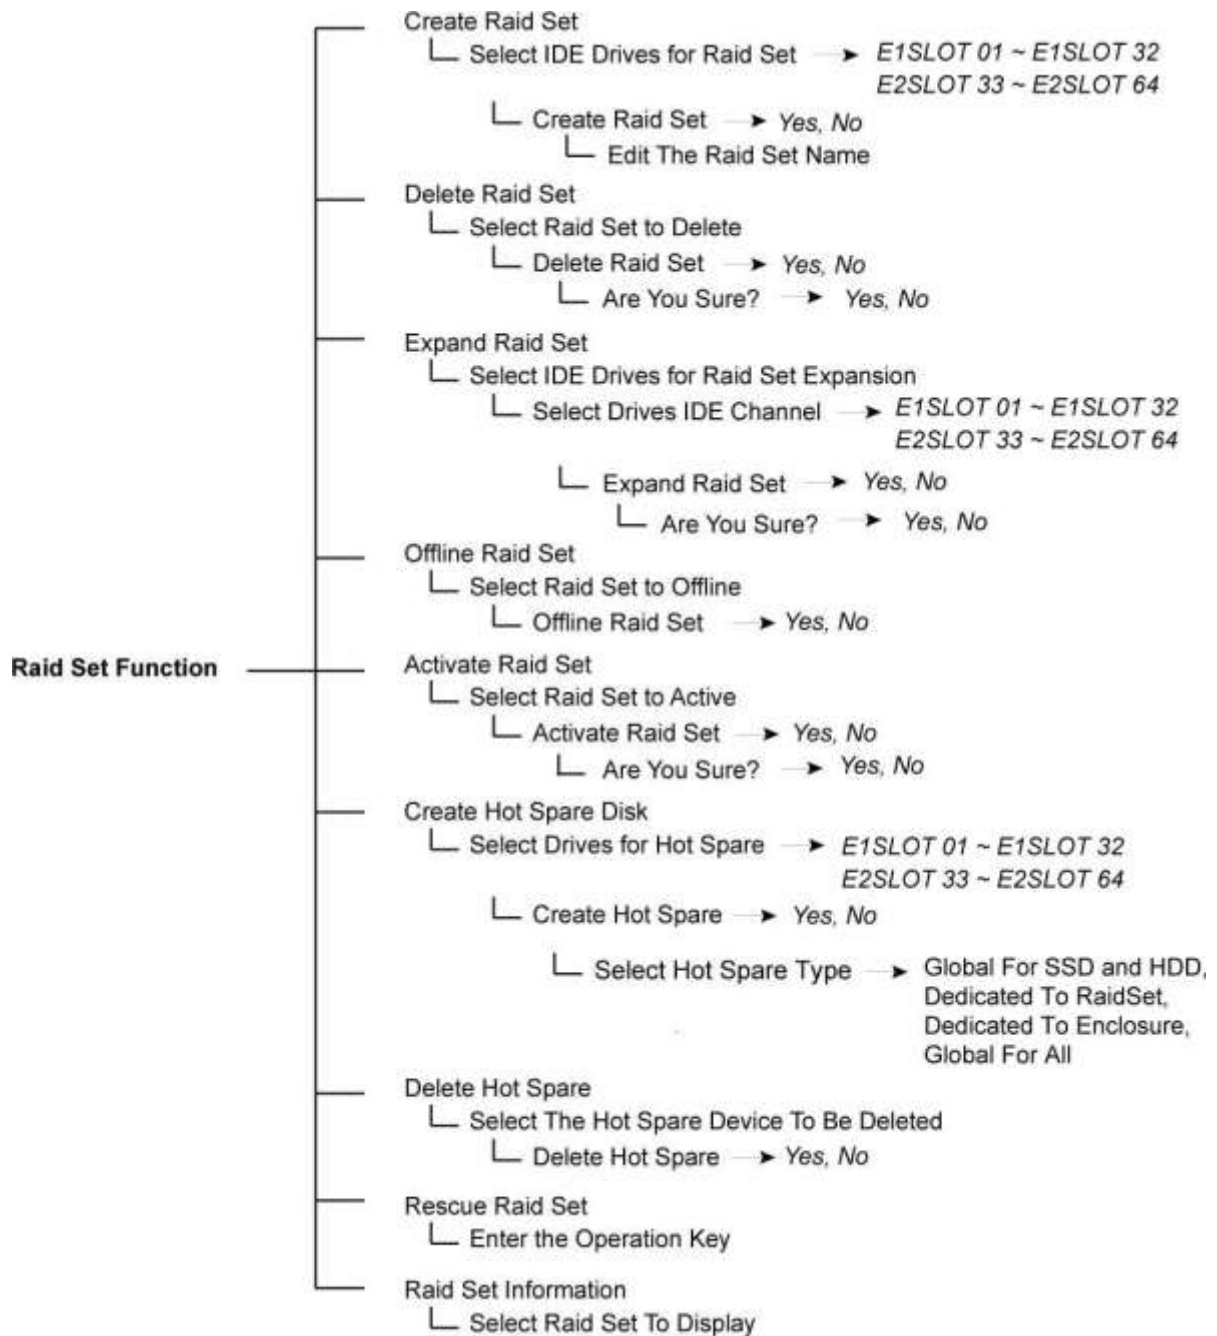 Create Raid Set
Select IDE Drives for Raid Set E1SLOT 01 ~ E1SLOT 32
E2SLOT 33 ~ E2SLOT 64
Create Raid Set Yes, No
Edit The Raid Set Name
Delete Raid Set
Select Raid Set to Delete
Delete Raid Set Yes, No
Are You Sure? Yes, No
Expand Raid Set
Select IDE Drives for Raid Set Expansion
Select Drives IDE Channel E1SLOT 01 ~ E1SLOT 32
E2SLOT 33 ~ E2SLOT 64
Expand Raid Set Yes, No
Are You Sure? Yes, No
Offline Raid Set
Select Raid Set to Offline
Offline Raid Set Yes, No
Raid Set Function Activate Raid Set
Select Raid Set to Active
Activate Raid Set Yes, No
Are You Sure? Yes, No
Create Hot Spare Disk
Select Drives for Hot Spare E1SLOT 01 ~ E1SLOT 32
E2SLOT 33 ~ E2SLOT 64
Create Hot Spare Yes, No
Select Hot Spare Type Global For SSD and HDD,
Dedicated To RaidSet,
Dedicated To Enclosure,
Global For All
Delete Hot Spare
Select The Hot Spare Device To Be Deleted
Delete Hot Spare Yes, No
Rescue Raid Set
Enter the Operation Key
Raid Set Information
Select Raid Set To Display